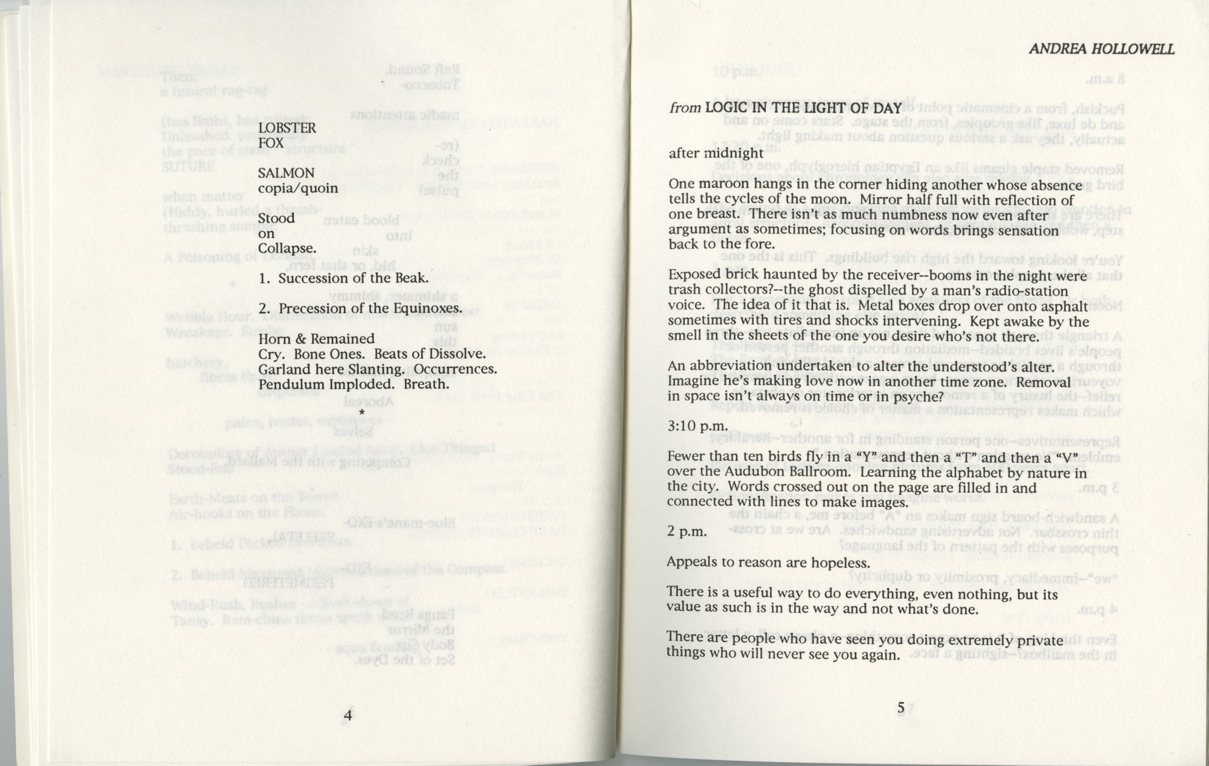 LOBSTER
FOX
SALMON
copia/quoin
Stood
on
Collapse.
1. Succession of the Beak.
2. Precession of the Equinoxes.
Horn & Remained
Cry. Bone Ones. Beats of Dissolve.
Garland here Slanting. Occurrences.
Pendulum Imploded. Breath.
*
4
ANDREA HOLLOWELL
from LOGIC IN THE LIGHT OF DAY
after midnight
One maroon hangs in the corner hiding another whose absence
tells the cycles of the moon. Mirror half full with reflection of
one breast. There isn't as much numbness now even after
argument as sometimes; focusing on words brings sensation
back to the fore.
Exposed brick haunted by the receiver--booms in the night were
trash collectors?--the ghost dispelled by a man's radio-station
voice. The idea of it that is. Metal boxes drop over onto asphalt
sometimes with tires and shocks intervening. Kept awake by the
smell in the sheets of the one you desire who's not there.
An abbreviation undertaken to alter the understood's alter.
Imagine he's making love now in another time zone. Removal
in space isn't always on time or in psyche?
3:10 p.m.
Fewer than ten birds fly in a "Y" and then a "T" and then a "V"
over the Audubon Ballroom. Learning the alphabet by nature in
the city. Words crossed out on the page are filled in and
connected with lines to make images.
2 p.m.
Appeals to reason are hopeless.
There is a useful way to do everything, even nothing, but its
value as such is in the way and not what's done.
There are people who have seen you doing extremely private
things who will never see you again.
5